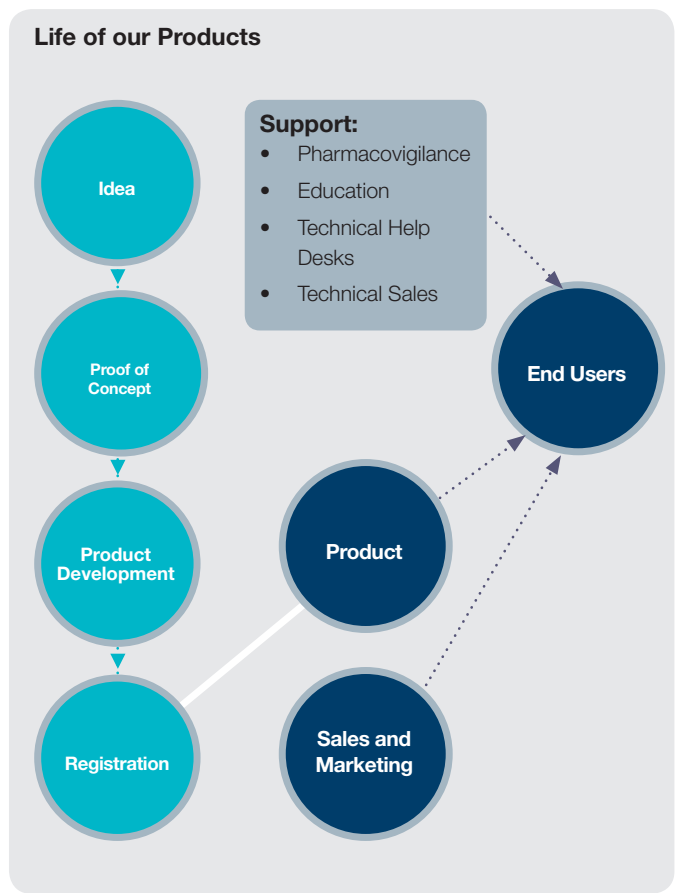 Life of our Products
Idea
Proof of
Concept
Product
Development
Registration
Support:
• Pharmacovigilance
• Education
• Technical Help
Desks
• Technical Sales
End Users
Product
Sales and
Marketing